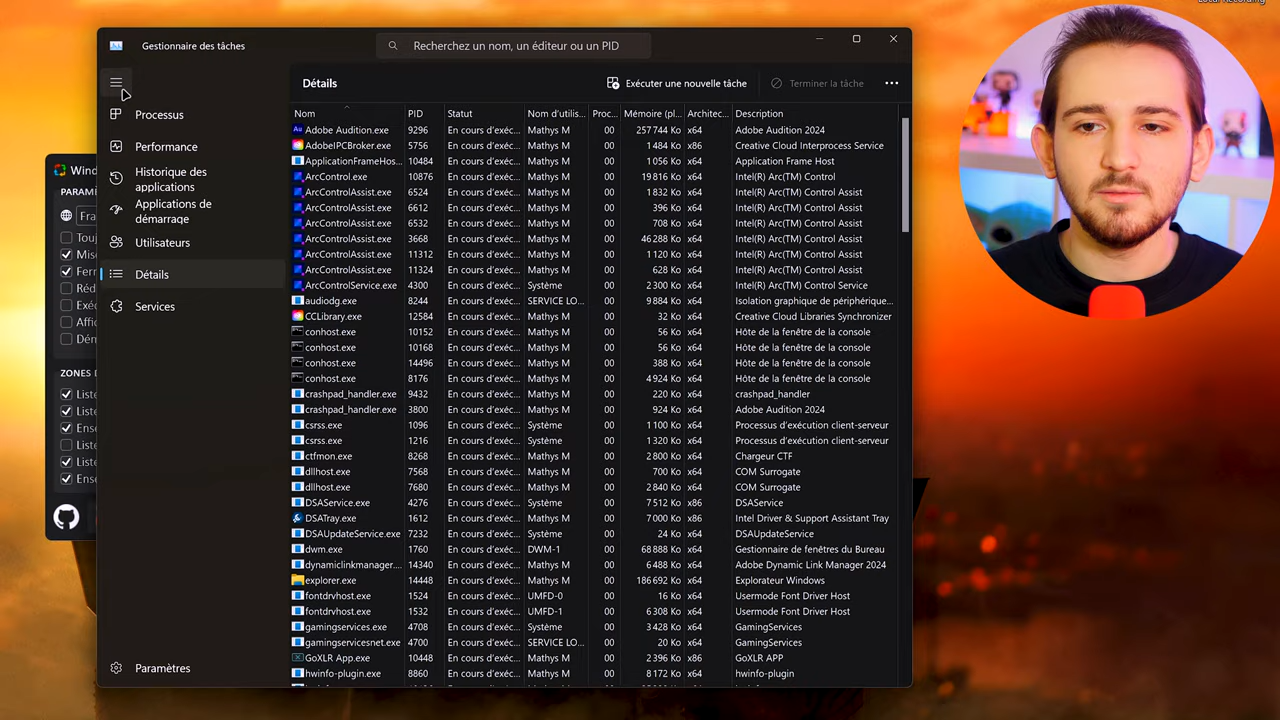 Gestionnaire des tâches
Recherchez un nom, un éditeur ou un PID
Détails
Exécuter une nouvelle tâche
Terminer la tâche
Processus
Performance
Historique des
applications
Applications de
démarrage
Utilisateurs
Détails
Services
Paramètres
Wind
PARAMÈ
Fra
Touj
Mise
Ferr
Réd
Exéc
Affic
Dém
ZONES D
Liste
Liste
Ense
Liste
Liste
Ense
Nom PID Statut Nom d'utilis... Proc... Mémoire (pl... Architec... Description
Adobe Audition.exe 9296 En cours d'exéc... Mathys M 00 257 744 Ko x64 Adobe Audition 2024
AdobeIPCBroker.exe 5756 En cours d'exéc... Mathys M 00 1 484 Ko x86 Creative Cloud Interprocess Service
ApplicationFrameHos... 10484 En cours d'exéc... Mathys M 00 1 056 Ko x64 Application Frame Host
ArcControl.exe 10876 En cours d'exéc... Mathys M 00 19 816 Ko x64 Intel(R) Arc(TM) Control
ArcControlAssist.exe 6524 En cours d'exéc... Mathys M 00 1 832 Ko x64 Intel(R) Arc(TM) Control Assist
ArcControlAssist.exe 6612 En cours d'exéc... Mathys M 00 396 Ko x64 Intel(R) Arc(TM) Control Assist
ArcControlAssist.exe 6532 En cours d'exéc... Mathys M 00 708 Ko x64 Intel(R) Arc(TM) Control Assist
ArcControlAssist.exe 3668 En cours d'exéc... Mathys M 00 46 288 Ko x64 Intel(R) Arc(TM) Control Assist
ArcControlAssist.exe 11312 En cours d'exéc... Mathys M 00 1 120 Ko x64 Intel(R) Arc(TM) Control Assist
ArcControlAssist.exe 11324 En cours d'exéc... Mathys M 00 628 Ko x64 Intel(R) Arc(TM) Control Assist
ArcControlService.exe 4300 En cours d'exéc... Système 00 2 300 Ko x64 Intel(R) Arc(TM) Control Service
audiodg.exe 8244 En cours d'exéc... SERVICE LO... 00 9 884 Ko x64 Isolation graphique de périphérique...
CCLibrary.exe 12584 En cours d'exéc... Mathys M 00 32 Ko x64 Creative Cloud Libraries Synchronizer
conhost.exe 10152 En cours d'exéc... Mathys M 00 56 Ko x64 Hôte de la fenêtre de la console
conhost.exe 10168 En cours d'exéc... Mathys M 00 56 Ko x64 Hôte de la fenêtre de la console
conhost.exe 14496 En cours d'exéc... Mathys M 00 388 Ko x64 Hôte de la fenêtre de la console
conhost.exe 8176 En cours d'exéc... Mathys M 00 4 924 Ko x64 Hôte de la fenêtre de la console
crashpad_handler.exe 9432 En cours d'exéc... Mathys M 00 220 Ko x64 crashpad_handler
crashpad_handler.exe 3800 En cours d'exéc... Mathys M 00 924 Ko x64 Adobe Audition 2024
csrss.exe 1096 En cours d'exéc... Système 00 1 100 Ko x64 Processus d'exécution client-serveur
csrss.exe 1216 En cours d'exéc... Système 00 1 320 Ko x64 Processus d'exécution client-serveur
ctfmon.exe 8268 En cours d'exéc... Mathys M 00 2 800 Ko x64 Chargeur CTF
dllhost.exe 7568 En cours d'exéc... Mathys M 00 700 Ko x64 COM Surrogate
dllhost.exe 7680 En cours d'exéc... Mathys M 00 2 840 Ko x64 COM Surrogate
DSAService.exe 4276 En cours d'exéc... Système 00 7 512 Ko x86 DSAService
DSATray.exe 1612 En cours d'exéc... Mathys M 00 7 000 Ko x86 Intel Driver & Support Assistant Tray
DSAUpdateService.exe 7232 En cours d'exéc... Système 00 24 Ko x64 DSAUpdateService
dwm.exe 1760 En cours d'exéc... DWM-1 00 68 888 Ko x64 Gestionnaire de fenêtres du Bureau
dynamiclinkmanager.... 14340 En cours d'exéc... Mathys M 00 6 488 Ko x64 Adobe Dynamic Link Manager 2024
explorer.exe 14448 En cours d'exéc... Mathys M 00 186 692 Ko x64 Explorateur Windows
fontdrvhost.exe 1524 En cours d'exéc... UMFD-0 00 16 Ko x64 Usermode Font Driver Host
fontdrvhost.exe 1532 En cours d'exéc... UMFD-1 00 6 308 Ko x64 Usermode Font Driver Host
gamingservices.exe 4708 En cours d'exéc... Système 00 3 428 Ko x64 GamingServices
gamingservicesnet.exe 4700 En cours d'exéc... SERVICE LO... 00 20 Ko x64 GamingServices
GoXLR App.exe 10448 En cours d'exéc... Mathys M 00 2 396 Ko x86 GoXLR APP
hwinfo-plugin.exe 8860 En cours d'exéc... Mathys M 00 8 172 Ko x64 hwinfo-plugin